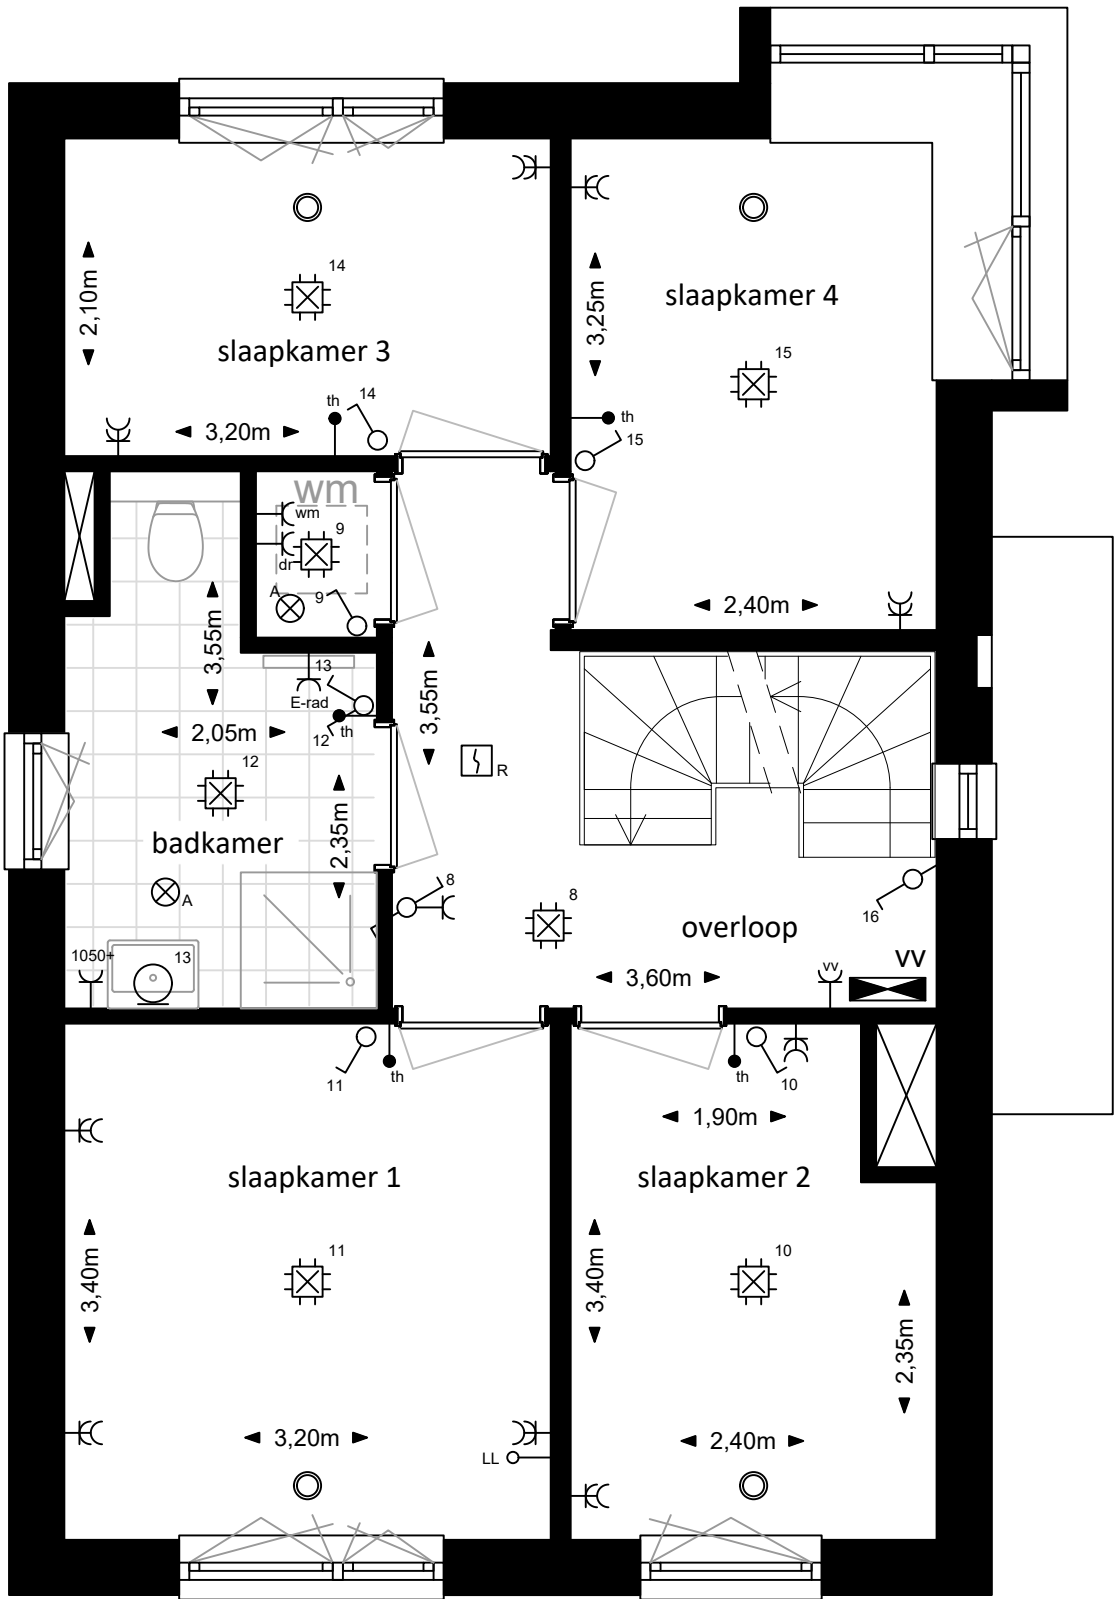 14
2,10m
slaapkamer 3
14
th
3,20m
slaapkamer 4
3,25m
15
th
15
2,40m
wm
wm
9
dr
A
9
3,55m
13
E-rad
th
12
2,05m
12
badkamer
2,35m
A
1050+
13
3,55m
R
8
8
overloop
16
3,60m
vv
vv
11
th
slaapkamer 1
11
3,40m
3,20m
LL
th
10
1,90m
slaapkamer 2
10
3,40m
2,35m
2,40m